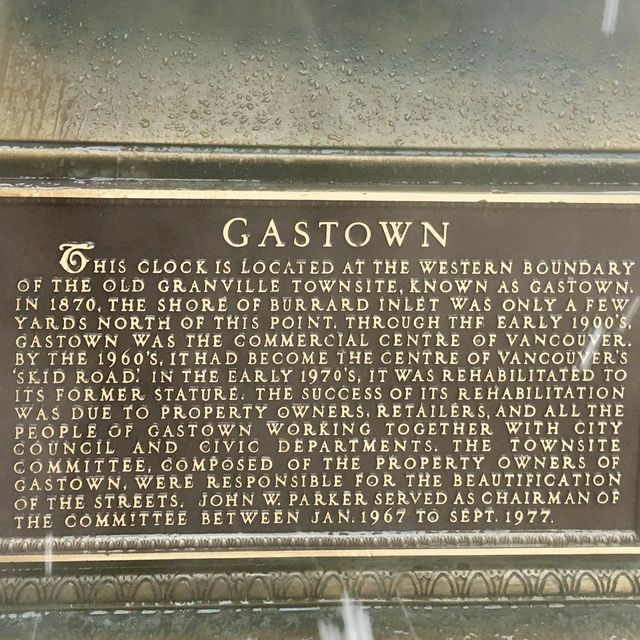 GASTOWN
THIS CLOCK IS LOCATED AT THE WESTERN BOUNDARY
OF THE OLD GRANVILLE TOWNSITE, KNOWN AS GASTOWN.
IN 1870, THE SHORE OF BURRARD INLET WAS ONLY A FEW
YARDS NORTH OF THIS POINT. THROUGH THE EARLY 1900'S,
GASTOWN WAS THE COMMERCIAL CENTRE OF VANCOUVER.
BY THE 1960'S, IT HAD BECOME THE CENTRE OF VANCOUVER'S
'SKID ROAD.' IN THE EARLY 1970'S, IT WAS REHABILITATED TO
ITS FORMER STATURE. THE SUCCESS OF ITS REHABILITATION
WAS DUE TO PROPERTY OWNERS, RETAILERS, AND ALL THE
PEOPLE OF GASTOWN WORKING TOGETHER WITH CITY
COUNCIL AND CIVIC DEPARTMENTS. THE TOWNSITE
COMMITTEE, COMPOSED OF THE PROPERTY OWNERS OF
GASTOWN, WERE RESPONSIBLE FOR THE BEAUTIFICATION
OF THE STREETS. JOHN W. PARKER SERVED AS CHAIRMAN OF
THE COMMITTEE BETWEEN JAN. 1967 TO SEPT. 1977.